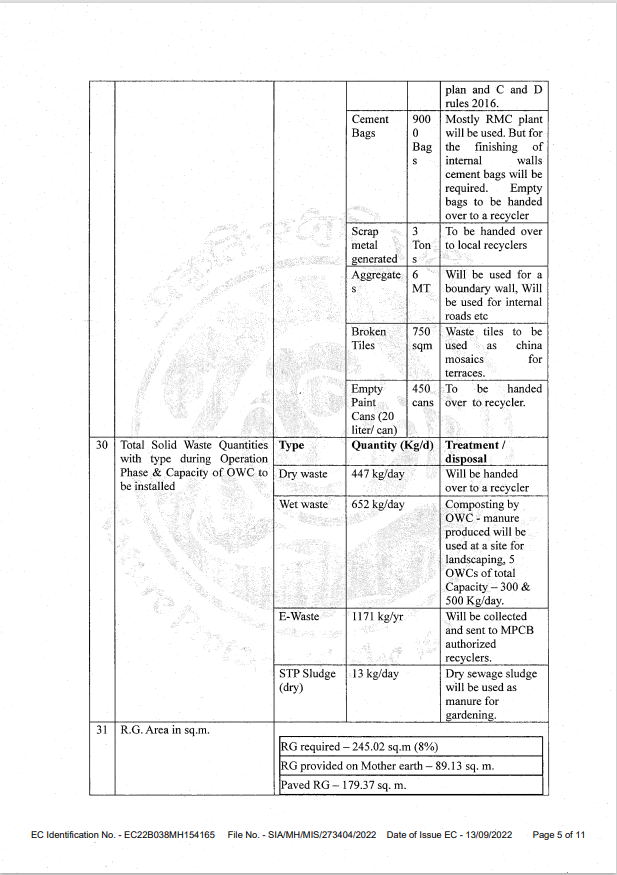 plan and C and D
rules 2016.
Cement
Bags
900
0
Bag
s
Mostly RMC plant
will be used. But for
the finishing of
internal walls
cement bags will be
required. Empty
bags to be handed
over to a recycler
Scrap
metal
generated
3
Ton
s
To be handed over
to local recyclers
Aggregate
s
6
MT
Will be used for a
boundary wall, Will
be used for internal
roads etc
Broken
Tiles
750
sqm
Waste tiles to be
used as china
mosaics for
terraces.
Empty
Paint
Cans (20
liter/ can)
450
cans
To be handed
over to recycler.
30
Total Solid Waste Quantities
with type during Operation
Phase & Capacity of OWC to
be installed
Type
Quantity (Kg/d)
Treatment /
disposal
Dry waste
447 kg/day
Will be handed
over to a recycler
Wet waste
652 kg/day
Composting by
OWC - manure
produced will be
used at a site for
landscaping, 5
OWCs of total
Capacity – 300 &
500 Kg/day.
E-Waste
1171 kg/yr
Will be collected
and sent to MPCB
authorized
recyclers.
STP Sludge
(dry)
13 kg/day
Dry sewage sludge
will be used as
manure for
gardening.
31
R.G. Area in sq.m.
RG required – 245.02 sq.m (8%)
RG provided on Mother earth – 89.13 sq. m.
Paved RG – 179.37 sq. m.
EC Identification No. - EC22B038MH154165 File No. - SIA/MH/MIS/273404/2022 Date of Issue EC - 13/09/2022 Page 5 of 11